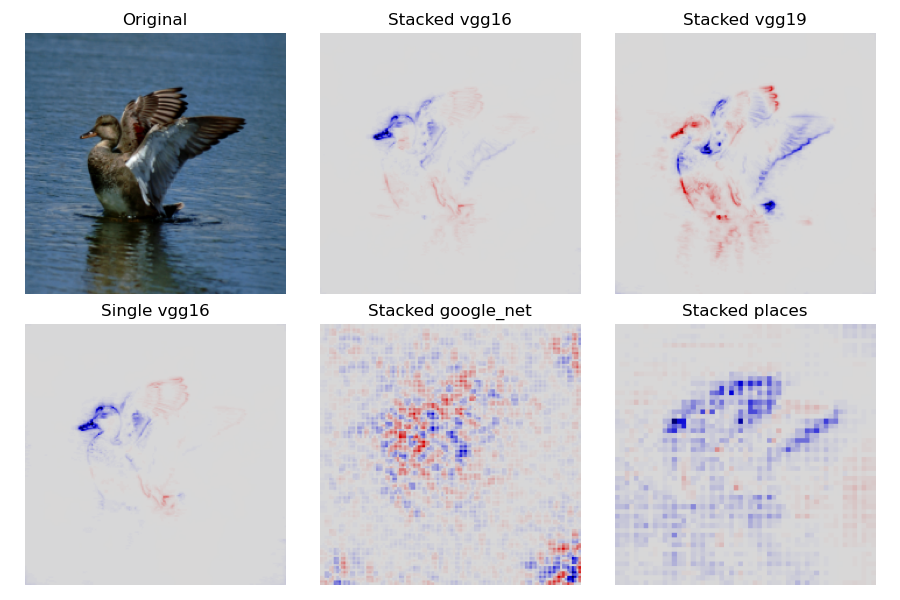 Original
Stacked vgg16
Stacked vgg19
Single vgg16
Stacked google_net
Stacked places